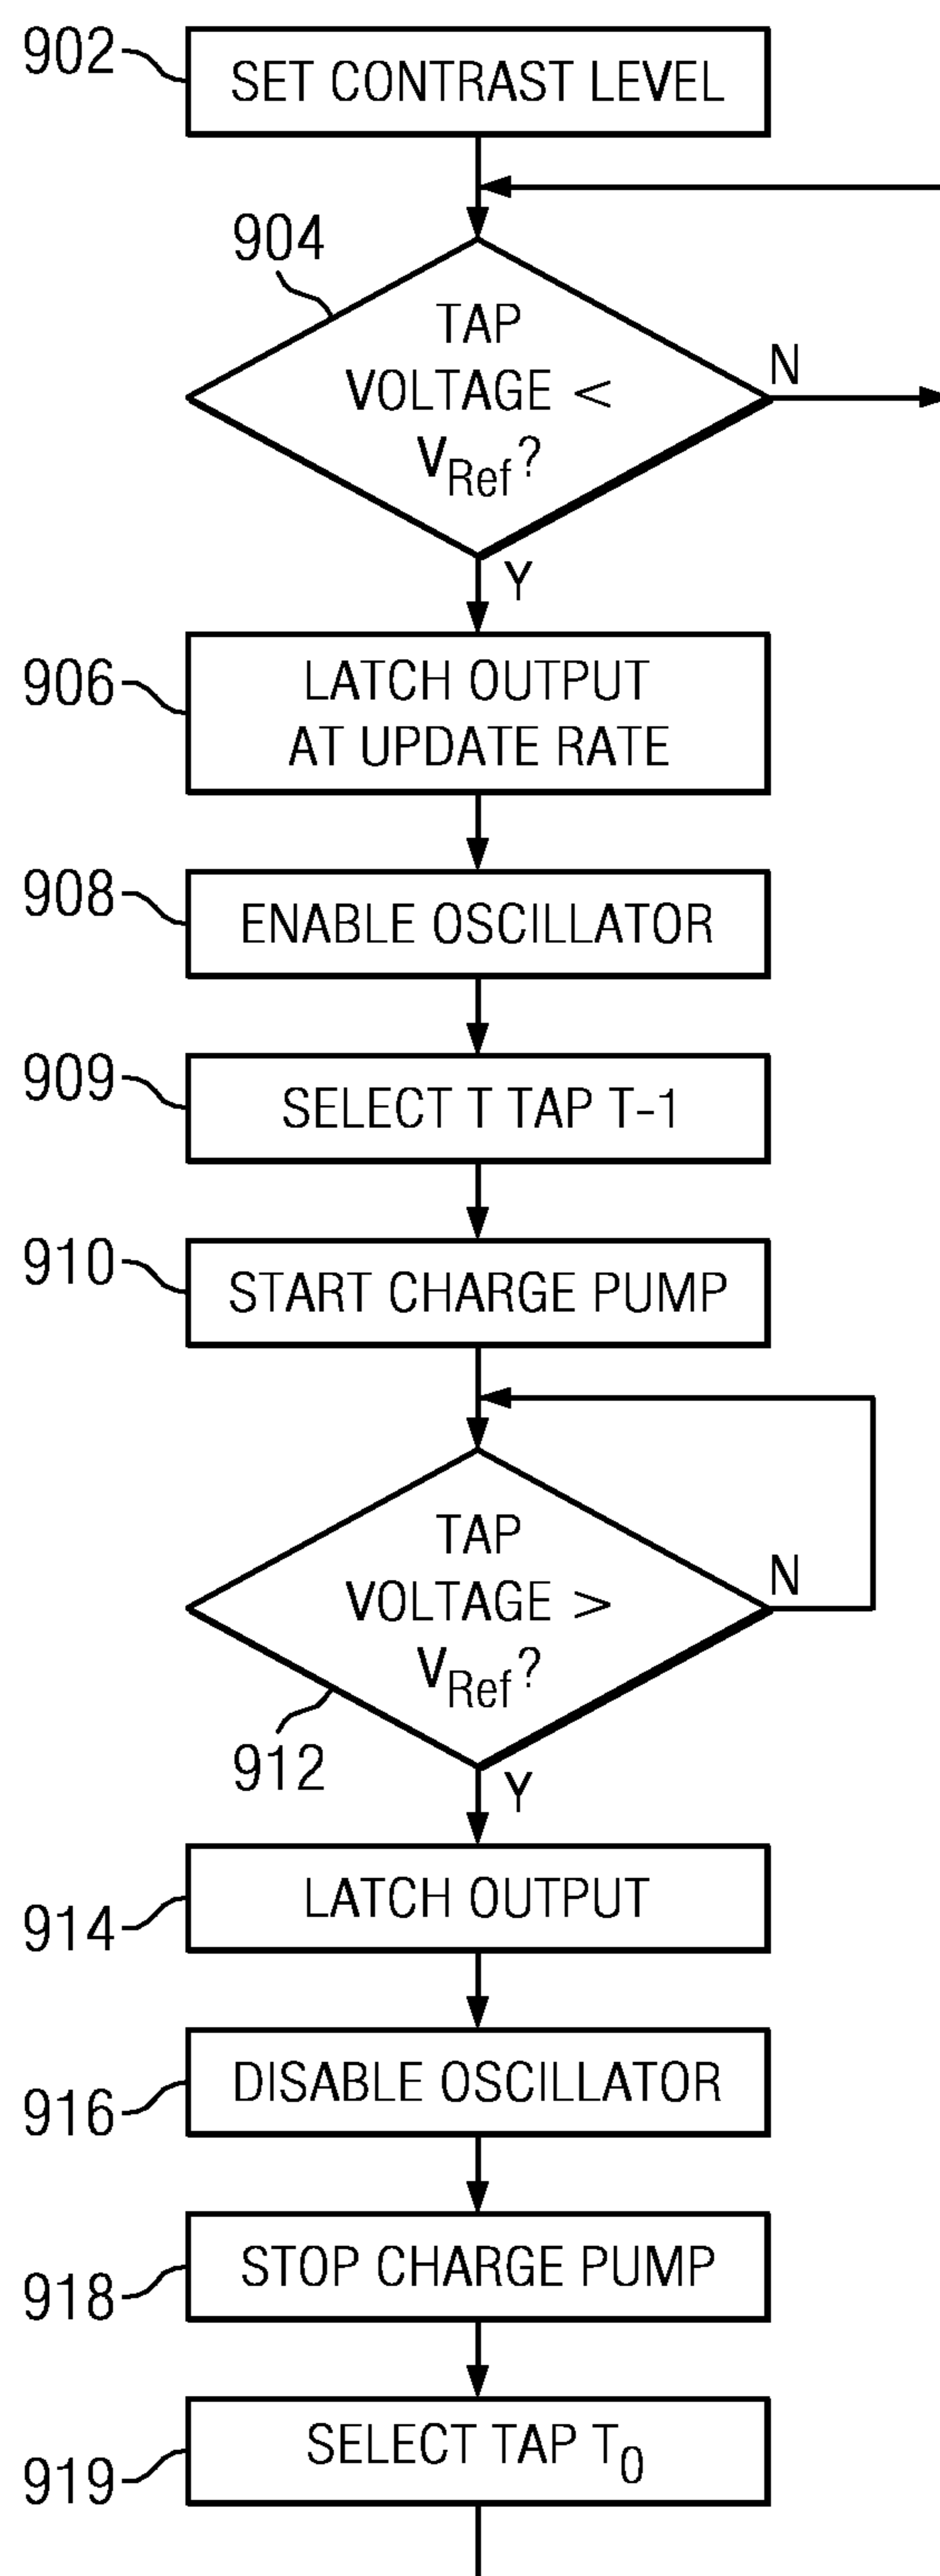 902
SET CONTRAST LEVEL
904
TAP
VOLTAGE <
VRef?
N
Y
906
LATCH OUTPUT
AT UPDATE RATE
908
ENABLE OSCILLATOR
909
SELECT T TAP T-1
910
START CHARGE PUMP
TAP
VOLTAGE >
VRef?
N
912
Y
914
LATCH OUTPUT
916
DISABLE OSCILLATOR
918
STOP CHARGE PUMP
919
SELECT TAP T0